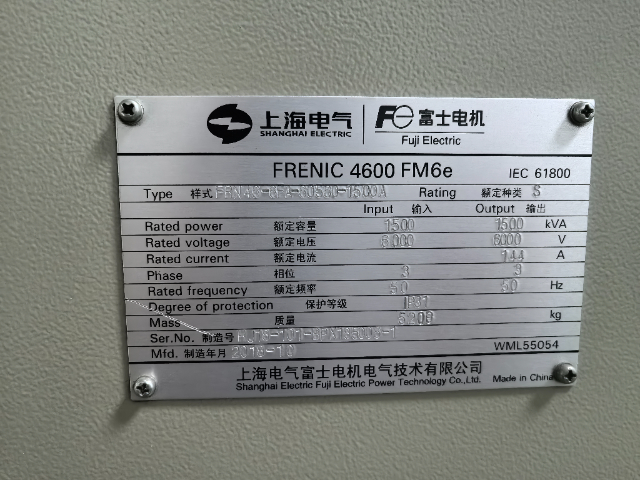 上海电气 SHANGHAI ELECTRIC Fe 富士电机 Fuji Electric
FRENIC 4600 FM6e IEC 61800
Type 样式 Rating 额定种类 S
Input 输入 Output 输出
Rated power 额定容量 1500 1500 kVA
Rated voltage 额定电压 6000 6000 V
Rated current 额定电流 144 A
Phase 相位 3 3
Rated frequency 额定频率 50 50 Hz
Degree of protection 保护等级
Mass 质量 kg
Ser.No. 制造号
Mfd. 制造年月 2018-10 WML55054
上海电气富士电机电气技术有限公司
Shanghai Electric Fuji Electric Power Technology Co.,Ltd. Made in China